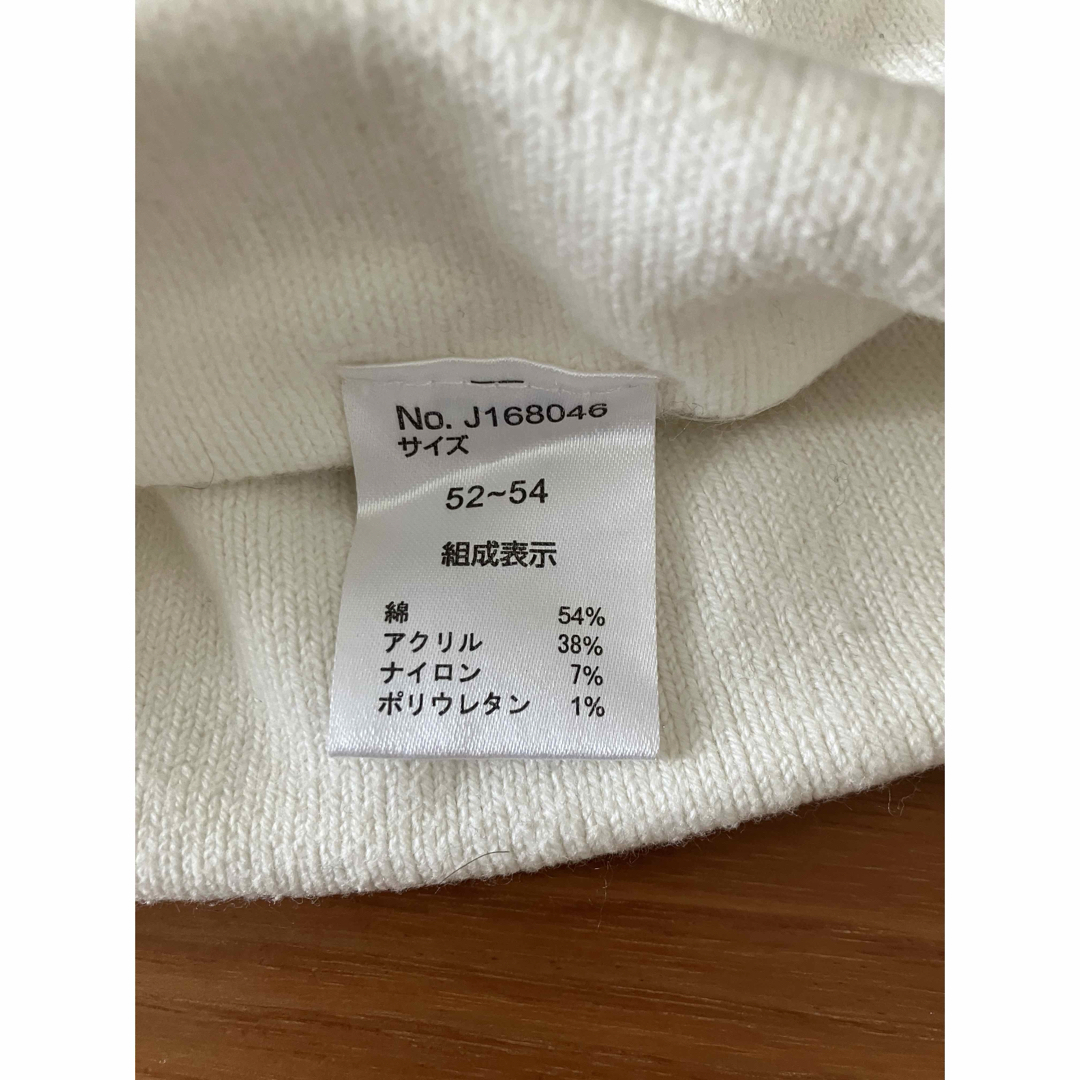 No. J168046
サイズ
52~54
組成表示
綿 54%
アクリル 38%
ナイロン 7%
ポリウレタン 1%